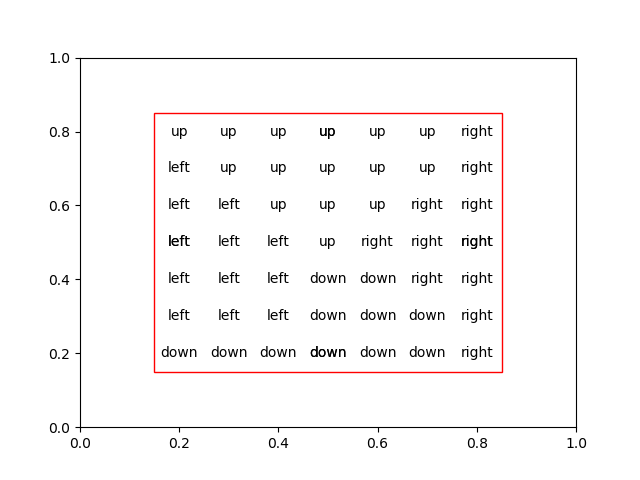 1.0
0.8 up up up up up up right
left up up up up up right
0.6 left left up up up right right
left left left up right right right
0.4 left left left down down right right
left left left down down down right
0.2 down down down down down down right
0.0
0.0 0.2 0.4 0.6 0.8 1.0